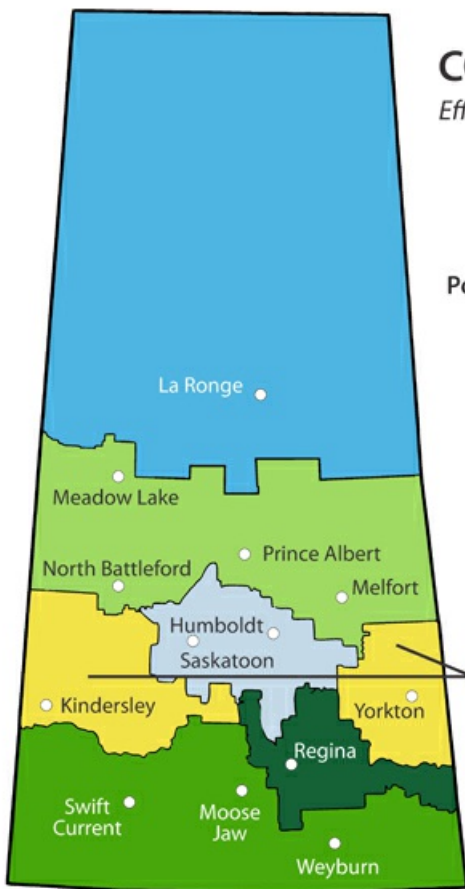 La Ronge
Meadow Lake
Prince Albert
North Battleford
Melfort
Humboldt
Saskatoon
Kindersley
Yorkton
Regina
Swift
Current
Moose
Jaw
Weyburn